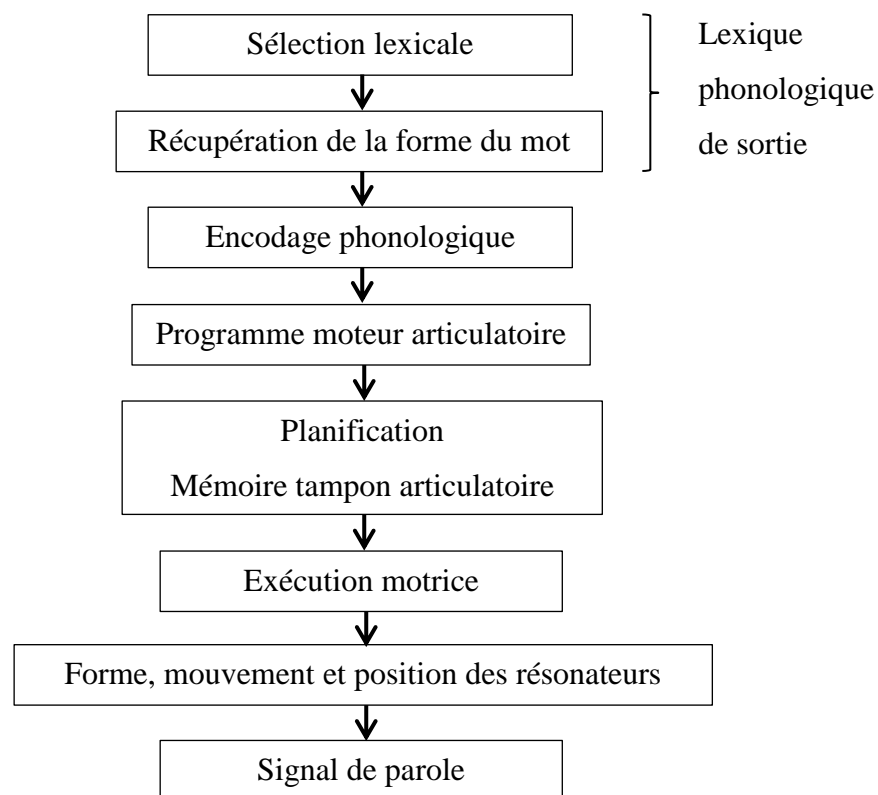 Sélection lexicale
Récupération de la forme du mot
Lexique
phonologique
de sortie
Encodage phonologique
Programme moteur articulatoire
Planification
Mémoire tampon articulatoire
Exécution motrice
Forme, mouvement et position des résonateurs
Signal de parole